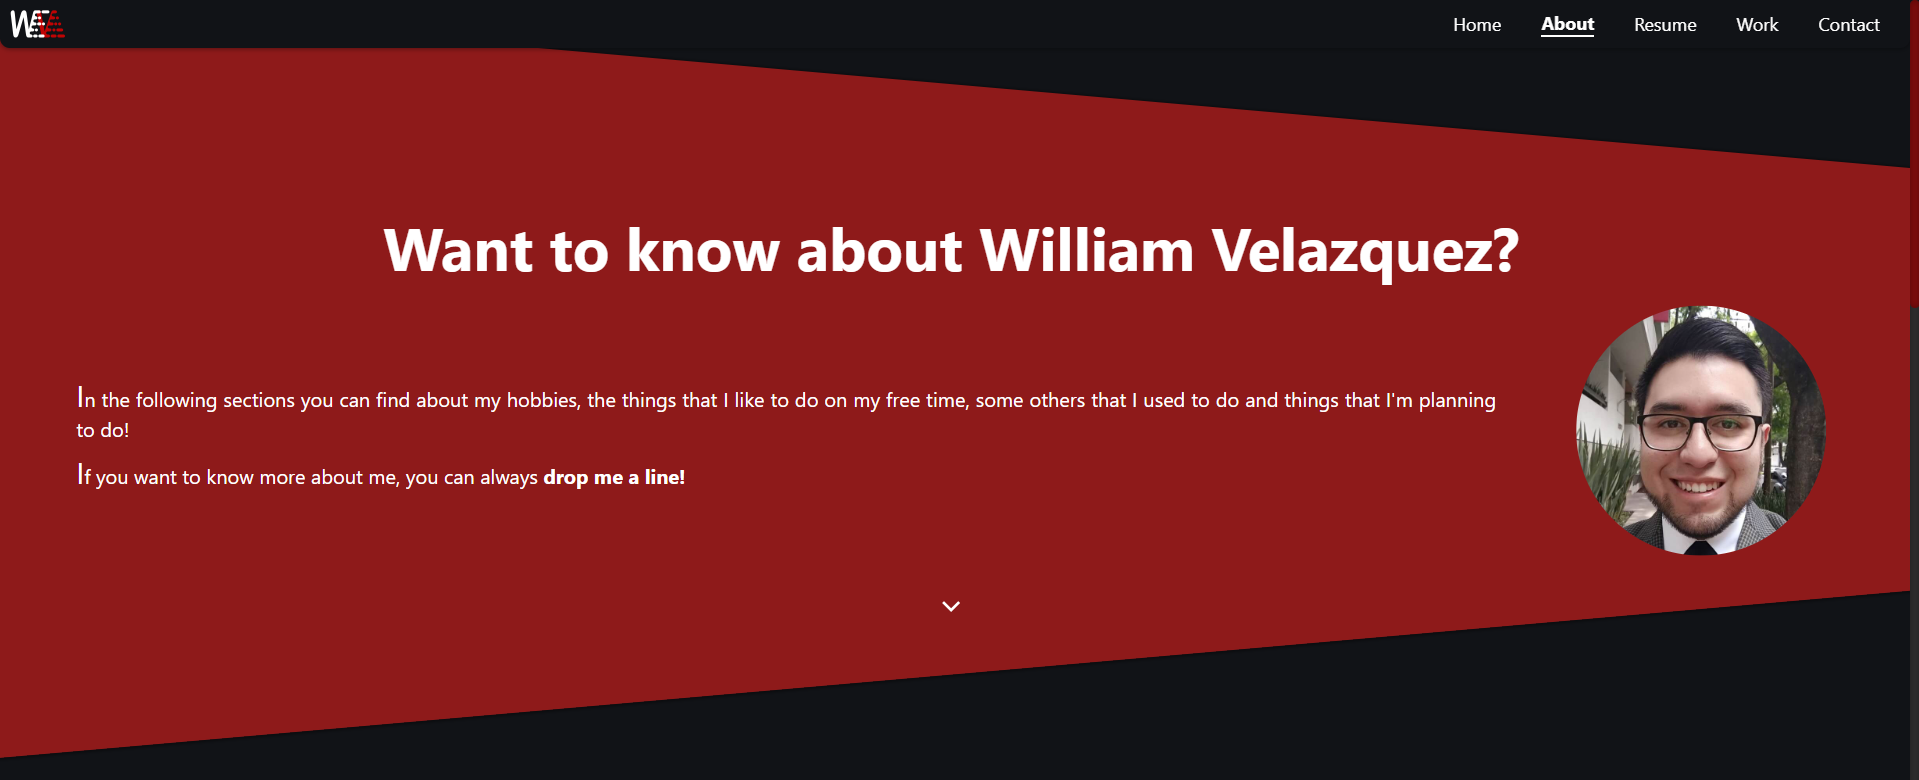 Home About Resume Work Contact
Want to know about William Velazquez?
In the following sections you can find about my hobbies, the things that I like to do on my free time, some others that I used to do and things that I'm planning
to do!
If you want to know more about me, you can always drop me a line!